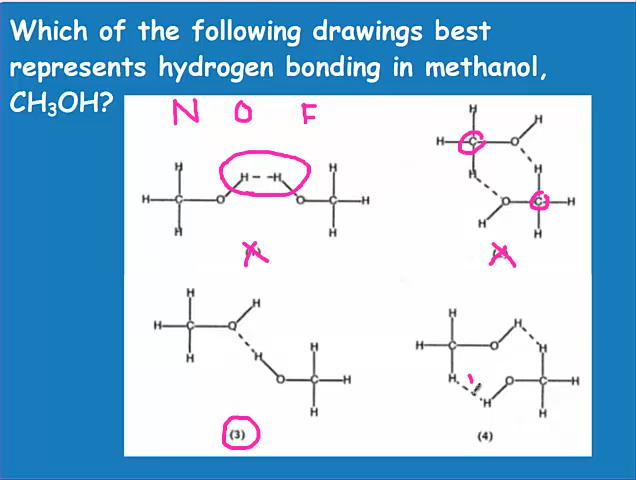 Which of the following drawings best
represents hydrogen bonding in methanol,
CH₃OH?
N O F
H
H C O H
H
H
H H H
H C O C H
H
H
C
H
O
H
H
H
O C H
H
H
H
H C O H
H
H
O C H
H
H
H
H C O H
H
H
O C H
H
H
(3)
(4)